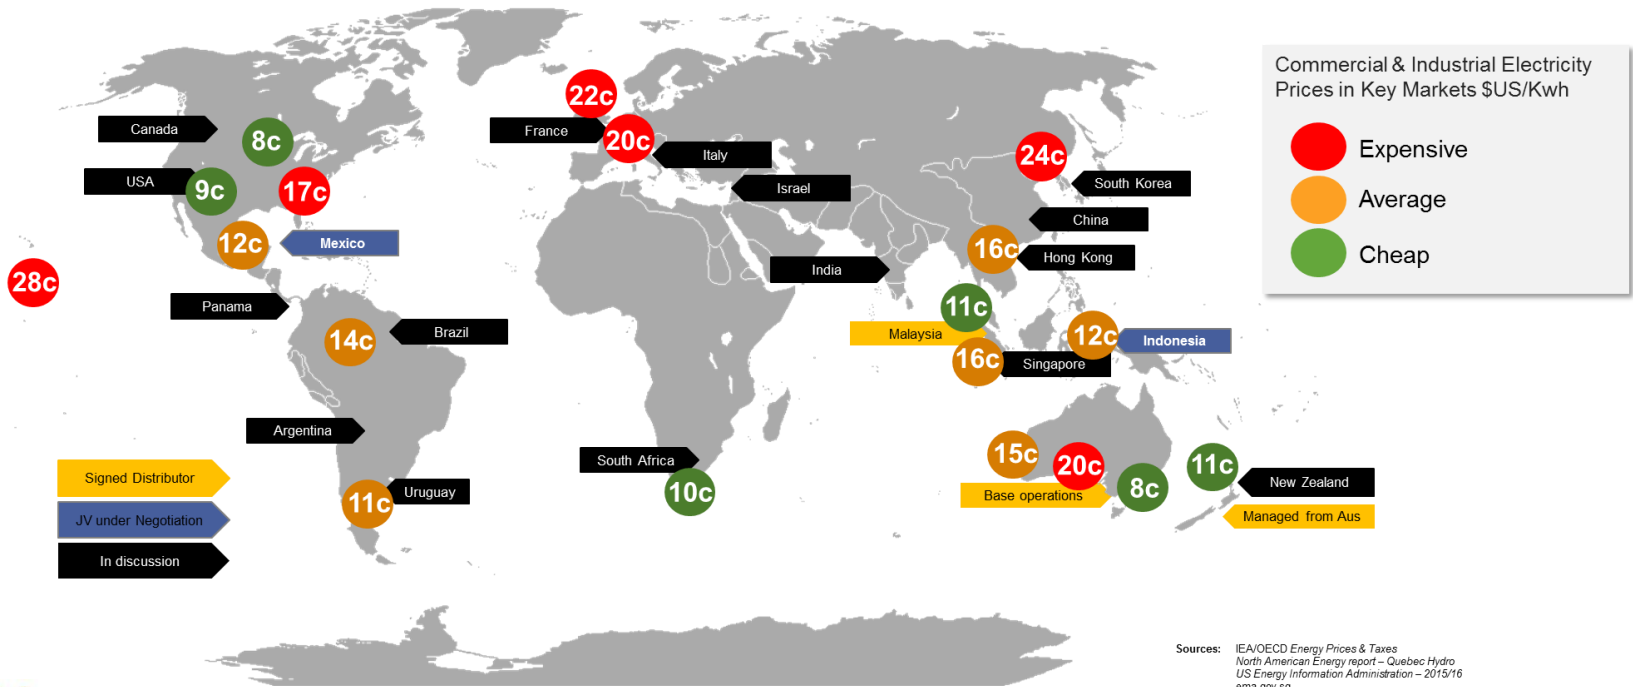 Commercial & Industrial Electricity
Prices in Key Markets $US/Kwh
Expensive
Average
Cheap
22c
Canada
8c
France
20c
Italy
24c
USA
9c
17c
Israel
South Korea
China
12c
Mexico
16c
Hong Kong
India
28c
Panama
11c
Brazil
14c
Malaysia
12c
Indonesia
16c
Singapore
Argentina
South Africa
15c
20c
11c
Signed Distributor
10c
8c
New Zealand
Uruguay
11c
Base operations
JV under Negotiation
Managed from Aus
In discussion
Sources: IEA/OECD Energy Prices & Taxes
North American Energy report – Quebec Hydro
US Energy Information Administration – 2015/16
ema.gov.sg